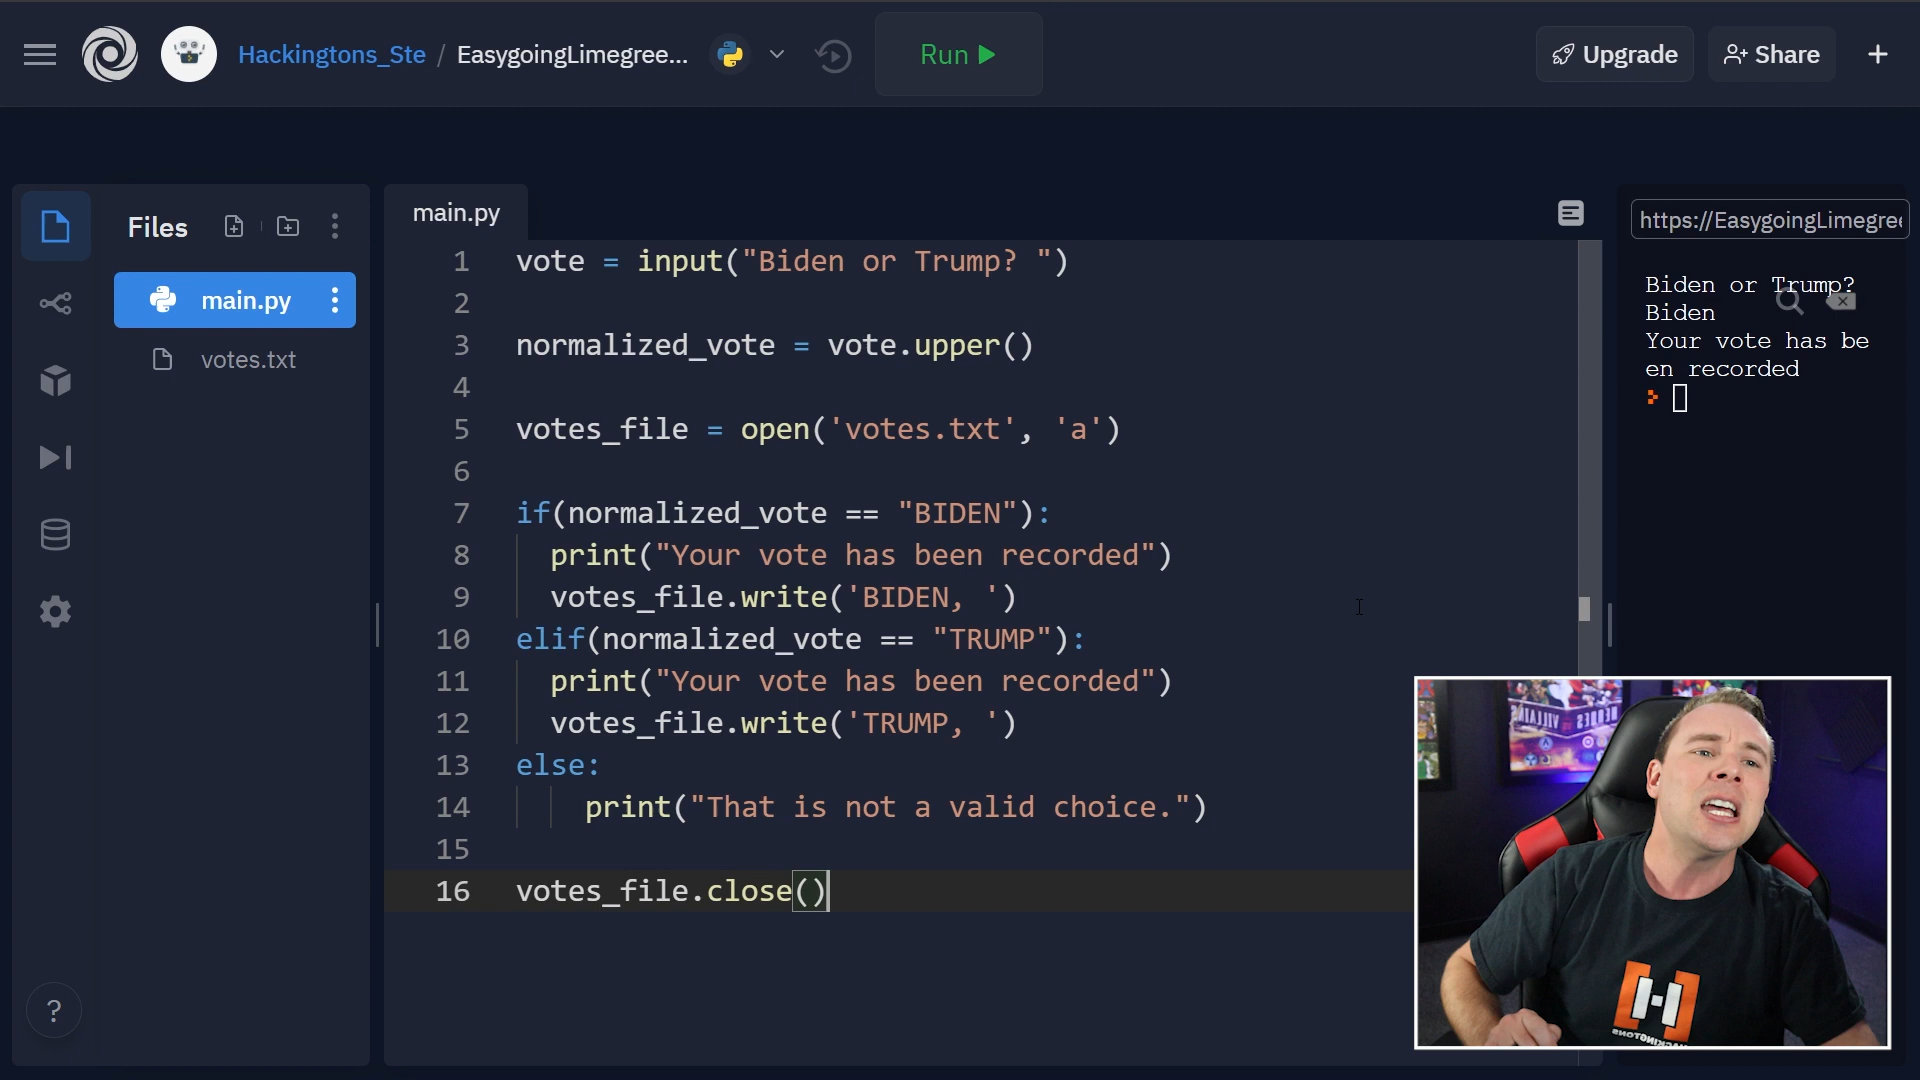 Hackingtons_Ste / EasygoingLimegree...
Run
Upgrade
Share
Files
main.py
votes.txt
main.py
1 vote = input("Biden or Trump? ")
2
3 normalized_vote = vote.upper()
4
5 votes_file = open('votes.txt', 'a')
6
7 if(normalized_vote == "BIDEN"):
8 print("Your vote has been recorded")
9 votes_file.write('BIDEN, ')
10 elif(normalized_vote == "TRUMP"):
11 print("Your vote has been recorded")
12 votes_file.write('TRUMP, ')
13 else:
14 print("That is not a valid choice.")
15
16 votes_file.close()
https://EasygoingLimegree
Biden or Trump?
Biden
Your vote has be
en recorded
?
HEROES
VILLAINS
HACKINGTONS